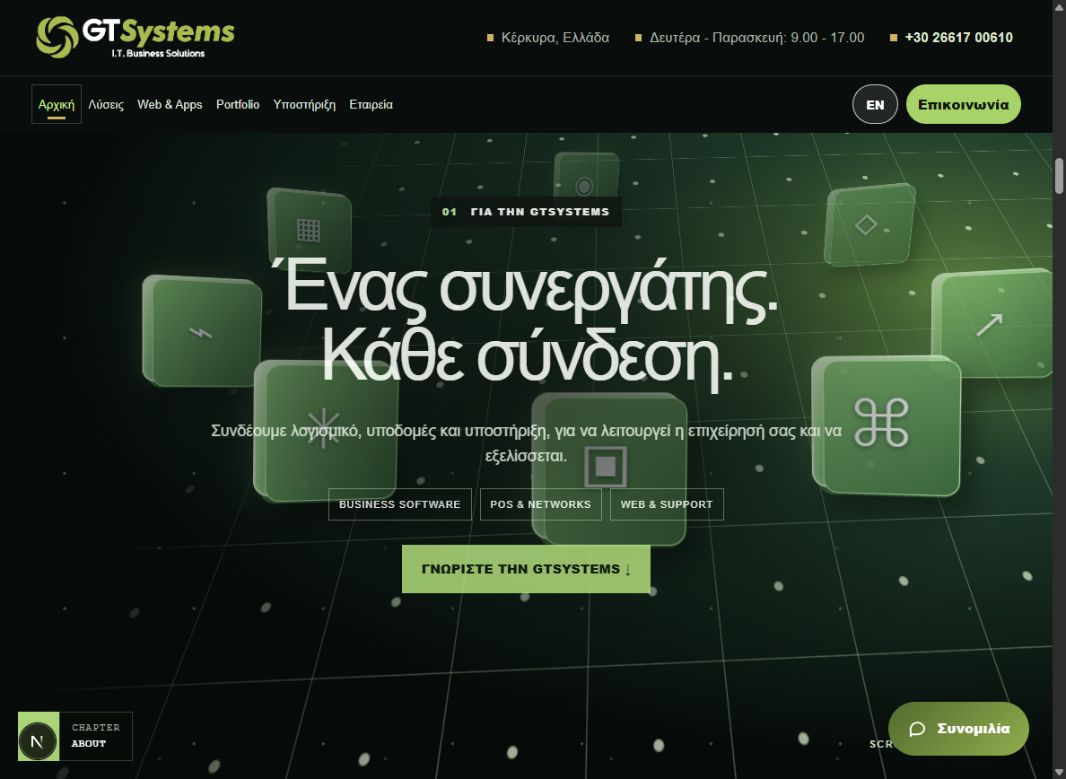 GTSystems
I.T. Business Solutions
Κέρκυρα, Ελλάδα
Δευτέρα - Παρασκευή: 9.00 - 17.00
+30 26617 00610
Αρχική
Λύσεις
Web & Apps
Portfolio
Υποστήριξη
Εταιρεία
EN
Επικοινωνία
01 ΓΙΑ ΤΗΝ GTSYSTEMS
Ένας συνεργάτης.
Κάθε σύνδεση.
Συνδέουμε λογισμικό, υποδομές και υποστήριξη, για να λειτουργεί η επιχείρησή σας και να
εξελίσσεται.
BUSINESS SOFTWARE
POS & NETWORKS
WEB & SUPPORT
ΓΝΩΡΙΣΤΕ ΤΗΝ GTSYSTEMS ↓
N
CHAPTER
ABOUT
Συνομιλία